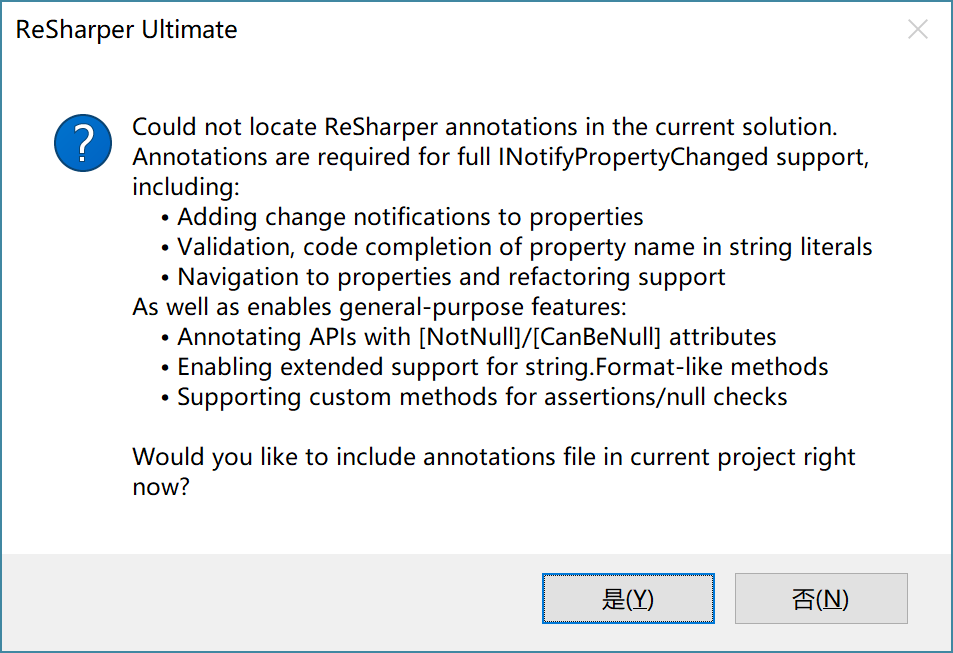 ReSharper Ultimate
?
Could not locate ReSharper annotations in the current solution.
Annotations are required for full INotifyPropertyChanged support,
including:
• Adding change notifications to properties
• Validation, code completion of property name in string literals
• Navigation to properties and refactoring support
As well as enables general-purpose features:
• Annotating APIs with [NotNull]/[CanBeNull] attributes
• Enabling extended support for string.Format-like methods
• Supporting custom methods for assertions/null checks
Would you like to include annotations file in current project right
now?
是(Y)
否(N)